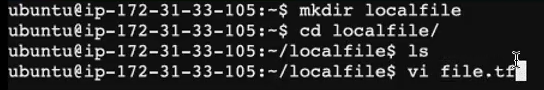 ubuntu@ip-172-31-33-105:~$ mkdir localfile
ubuntu@ip-172-31-33-105:~$ cd localfile/
ubuntu@ip-172-31-33-105:~/localfile$ ls
ubuntu@ip-172-31-33-105:~/localfile$ vi file.tf